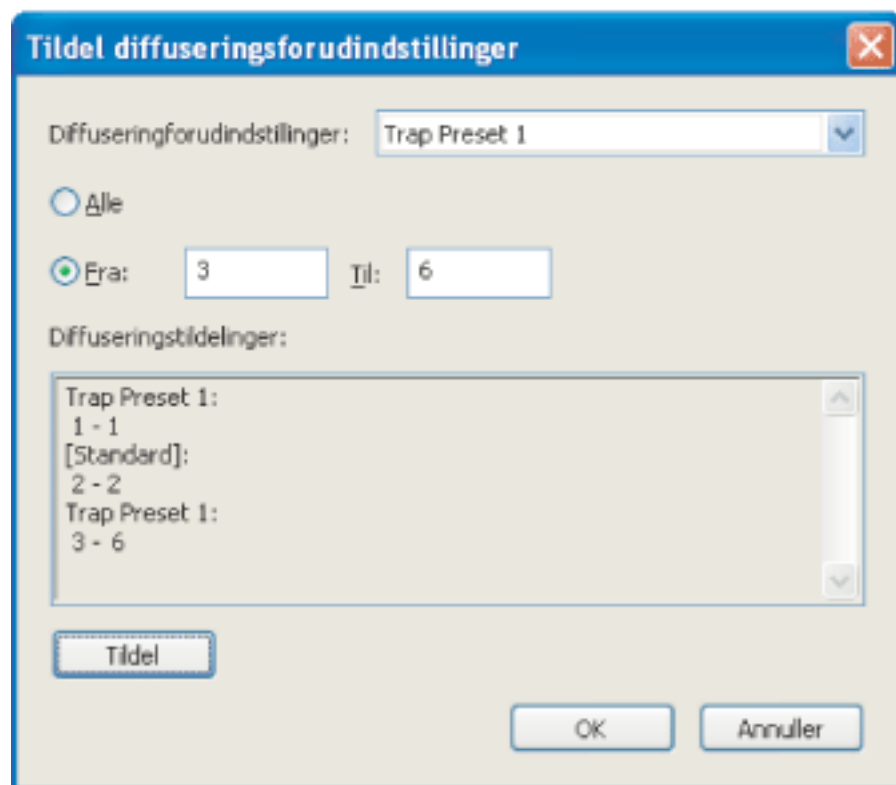 Tildel diffuseringsforudindstillinger
Diffuseringforudindstillinger: Trap Preset 1
Alle
Fra: 3 Til: 6
Diffuseringstildelinger:
Trap Preset 1:
1 - 1
[Standard]:
2 - 2
Trap Preset 1:
3 - 6
Tildel
OK Annuller